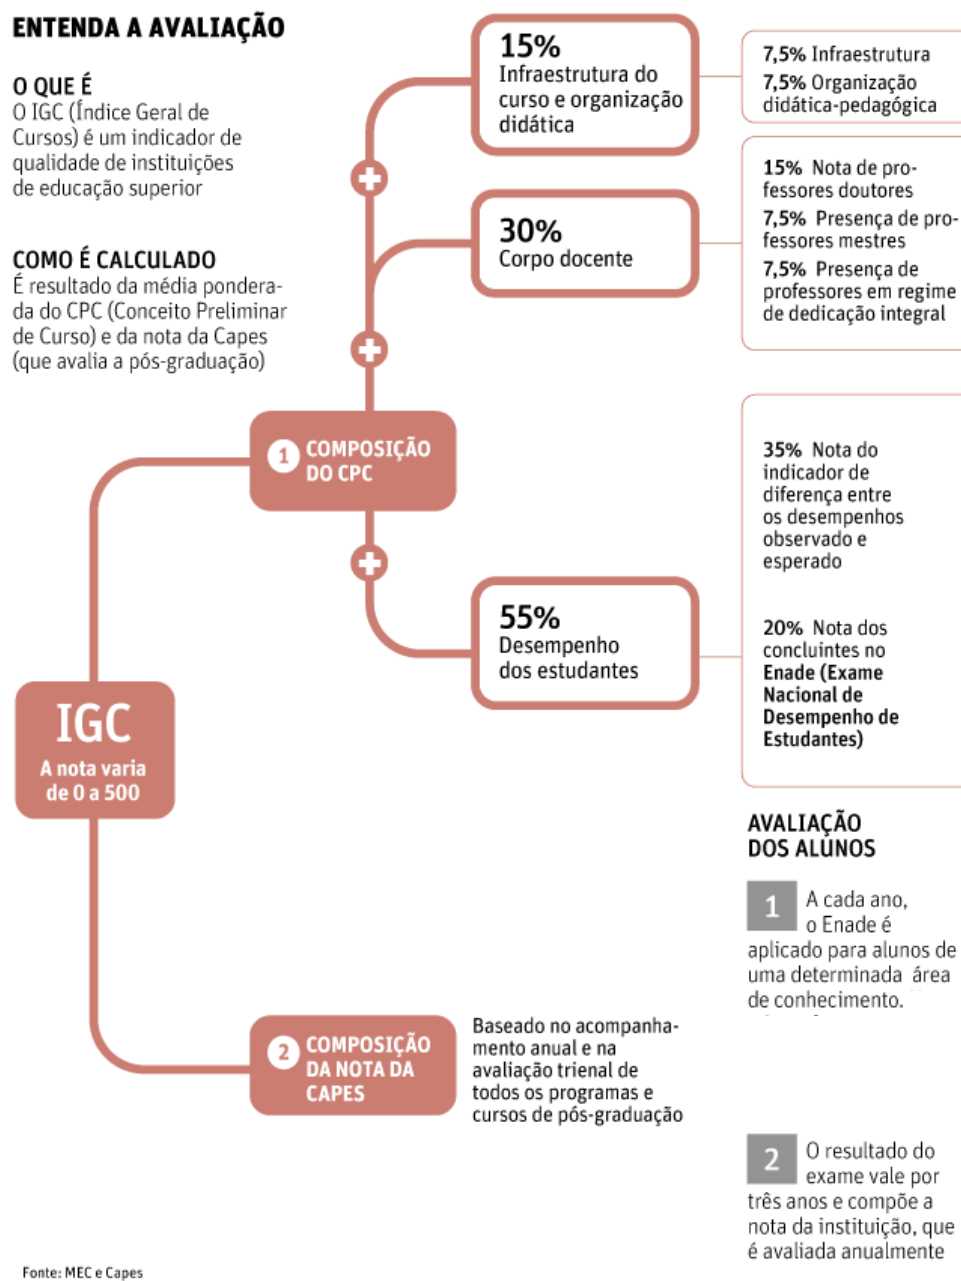 ENTENDA A AVALIAÇÃO
O QUE É
O IGC (Índice Geral de
Cursos) é um indicador de
qualidade de instituições
de educação superior
COMO É CALCULADO
É resultado da média pondera-
da do CPC (Conceito Preliminar
de Curso) e da nota da Capes
(que avalia a pós-graduação)
15%
Infraestrutura do
curso e organização
didática
7,5% Infraestrutura
7,5% Organização
didática-pedagógica
30%
Corpo docente
15% Nota de pro-
fessores doutores
7,5% Presença de pro-
fessores mestres
7,5% Presença de
professores em regime
de dedicação integral
1 COMPOSIÇÃO
DO CPC
55%
Desempenho
dos estudantes
35% Nota do
indicador de
diferença entre
os desempenhos
observado e
esperado
20% Nota dos
concluintes no
Enade (Exame
Nacional de
Desempenho de
Estudantes)
IGC
A nota varia
de 0 a 500
2 COMPOSIÇÃO
DA NOTA DA
CAPES
Baseado no acompanha-
mento anual e na
avaliação trienal de
todos os programas e
cursos de pós-graduação
AVALIAÇÃO
DOS ALUNOS
1 A cada ano,
o Enade é
aplicado para alunos de
uma determinada área
de conhecimento.
2 O resultado do
exame vale por
três anos e compõe a
nota da instituição, que
é avaliada anualmente
Fonte: MEC e Capes